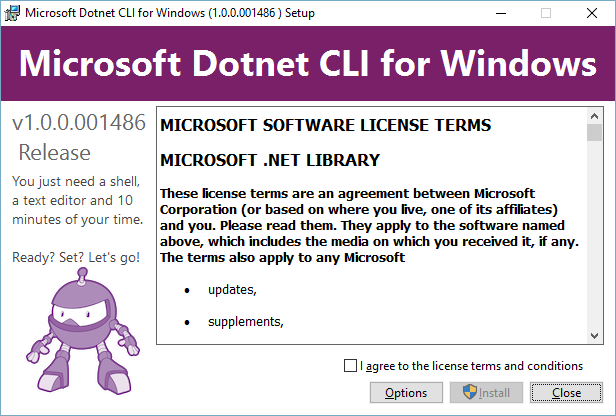 Microsoft Dotnet CLI for Windows (1.0.0.001486 ) Setup
Microsoft Dotnet CLI for Windows
v1.0.0.001486
Release
You just need a shell,
a text editor and 10
minutes of your time.
Ready? Set? Let's go!
MICROSOFT SOFTWARE LICENSE TERMS
MICROSOFT .NET LIBRARY
These license terms are an agreement between Microsoft
Corporation (or based on where you live, one of its affiliates)
and you. Please read them. They apply to the software named
above, which includes the media on which you received it, if any.
The terms also apply to any Microsoft
• updates,
• supplements,
I agree to the license terms and conditions
Options
Install
Close